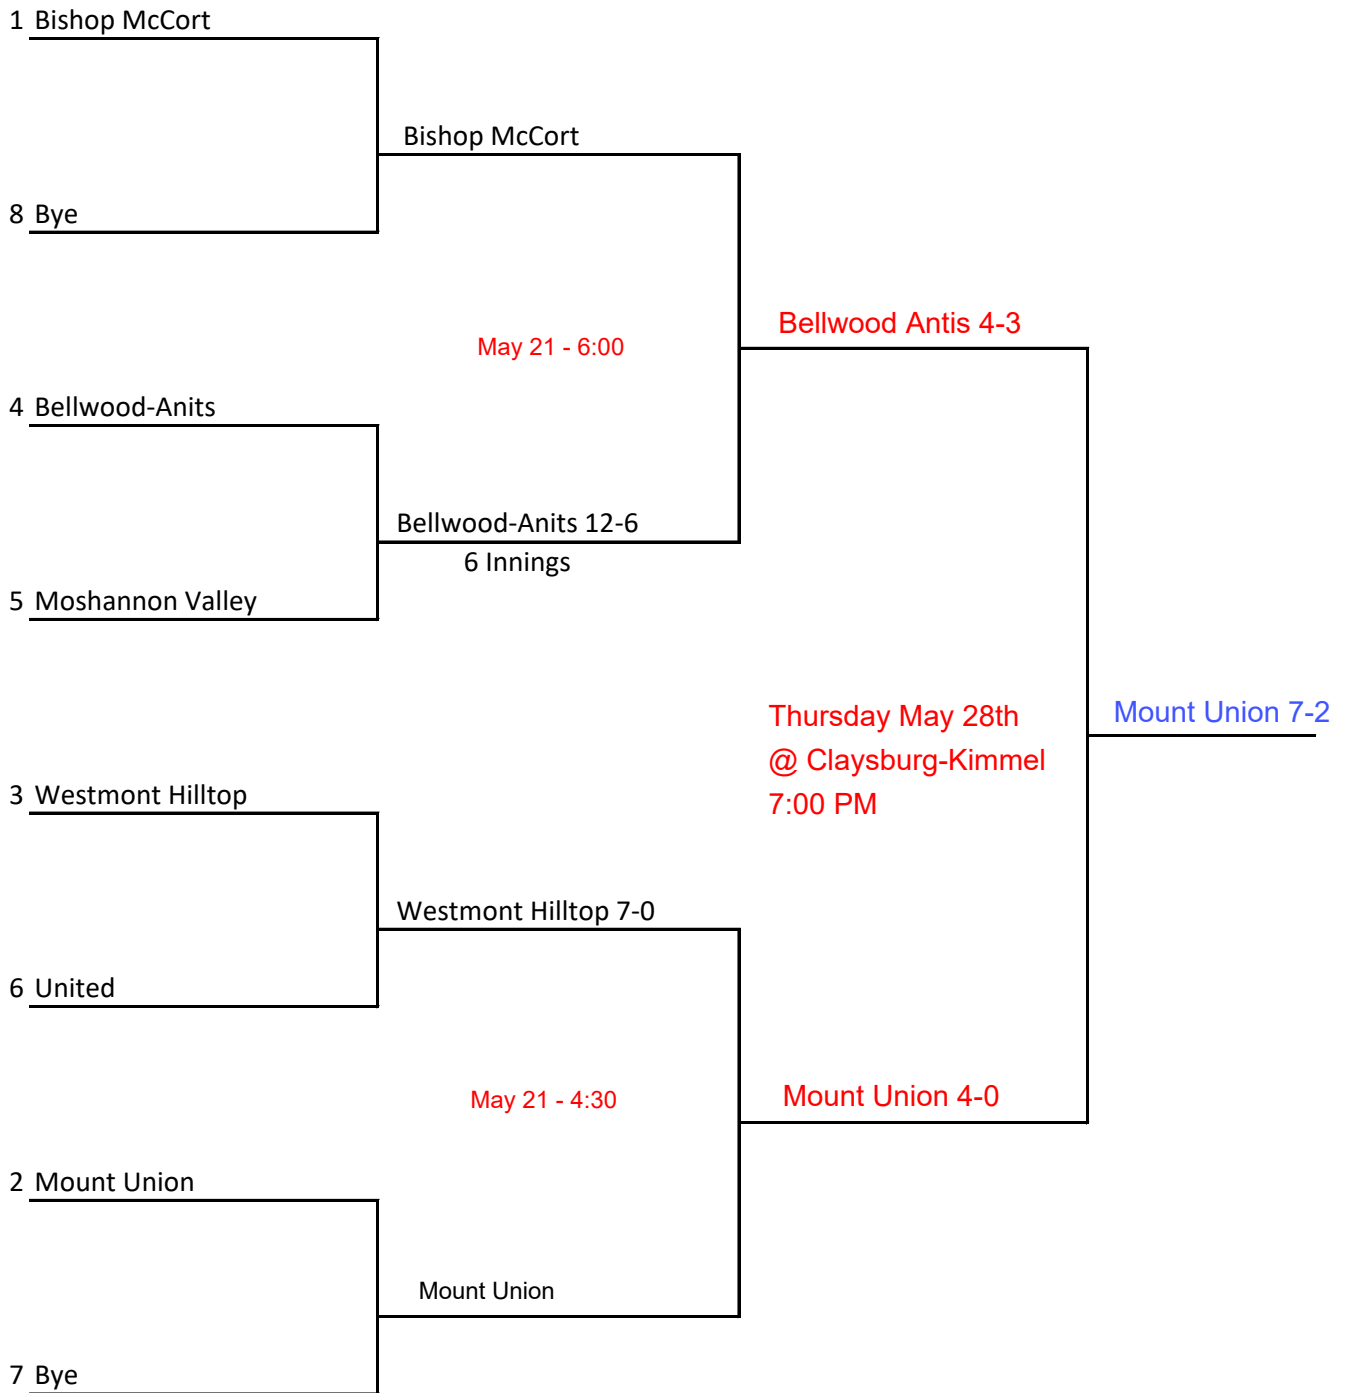 1 Bishop McCort
Bishop McCort
8 Bye
Bellwood Antis 4-3
May 21 - 6:00
4 Bellwood-Anits
Bellwood-Anits 12-6
6 Innings
5 Moshannon Valley
Thursday May 28th
@ Claysburg-Kimmel
7:00 PM
Mount Union 7-2
3 Westmont Hilltop
Westmont Hilltop 7-0
6 United
May 21 - 4:30
Mount Union 4-0
2 Mount Union
Mount Union
7 Bye